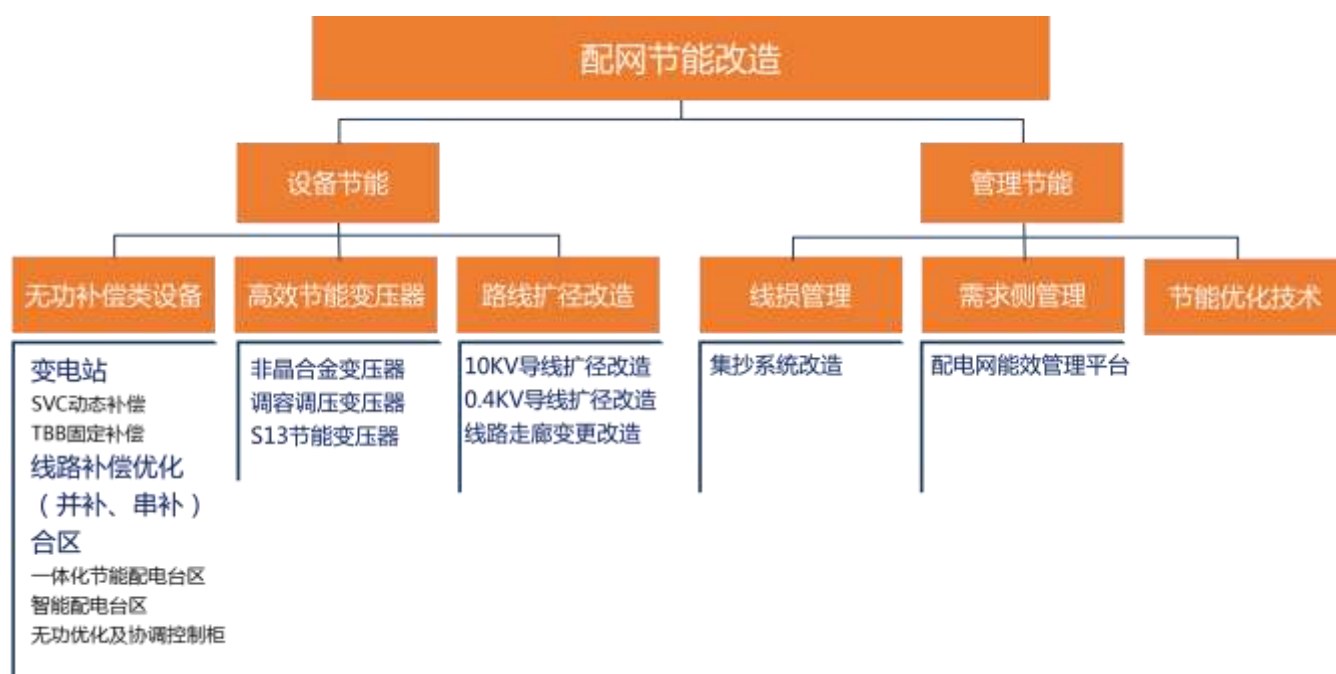 配网节能改造
设备节能
管理节能
无功补偿类设备
高效节能变压器
路线扩径改造
线损管理
需求侧管理
节能优化技术
变电站
SVC动态补偿
TBB固定补偿
线路补偿优化
（并补、串补）
合区
一体化节能配电台区
智能配电台区
无功优化及协调控制柜
非晶合金变压器
调容调压变压器
S13节能变压器
10KV导线扩径改造
0.4KV导线扩径改造
线路走廊变更改造
集抄系统改造
配电网能效管理平台